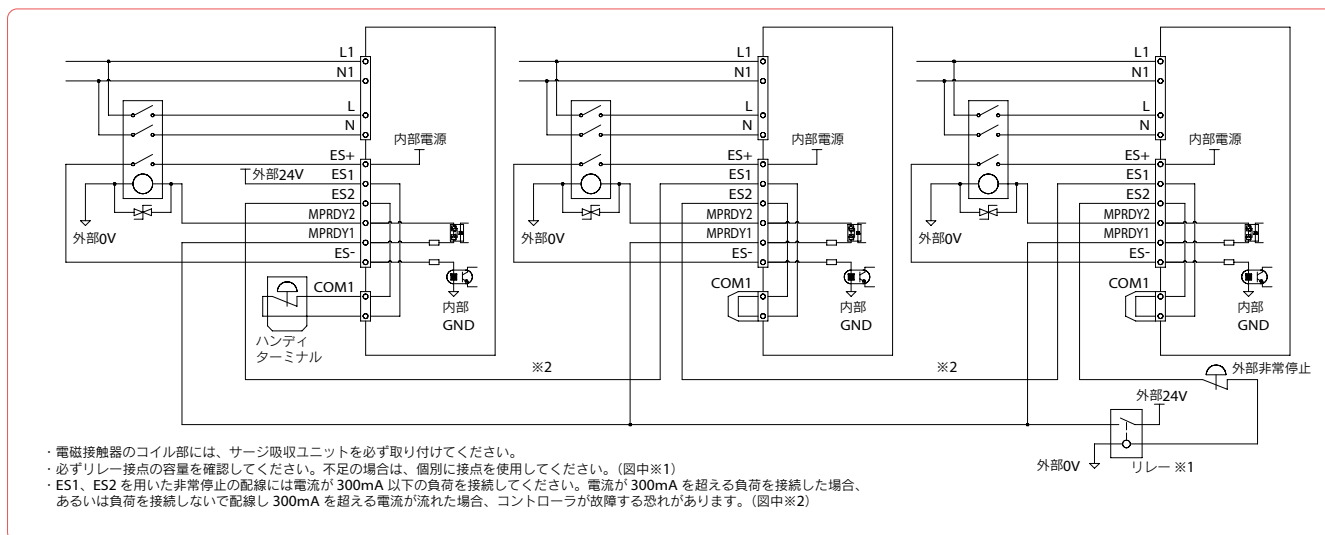 L1
N1
L
N
内部電源
ES+
外部24V
ES1
ES2
MPRDY2
外部0V
MPRDY1
ES-
COM1
内部
GND
ハンディ
ターミナル
※2
L1
N1
L
N
内部電源
ES+
ES1
ES2
MPRDY2
外部0V
MPRDY1
ES-
COM1
内部
GND
※2
L1
N1
L
N
内部電源
ES+
ES1
ES2
MPRDY2
外部0V
MPRDY1
ES-
COM1
内部
GND
外部非常停止
外部24V
外部0V
リレー ※1
・電磁接触器のコイル部には、サージ吸収ユニットを必ず取り付けてください。
・必ずリレー接点の容量を確認してください。不足の場合は、個別に接点を使用してください。（図中※1）
・ES1、ES2 を用いた非常停止の配線には電流が 300mA 以下の負荷を接続してください。電流が 300mA を超える負荷を接続した場合、
あるいは負荷を接続しないで配線し 300mA を超える電流が流れた場合、コントローラが故障する恐れがあります。（図中※2）